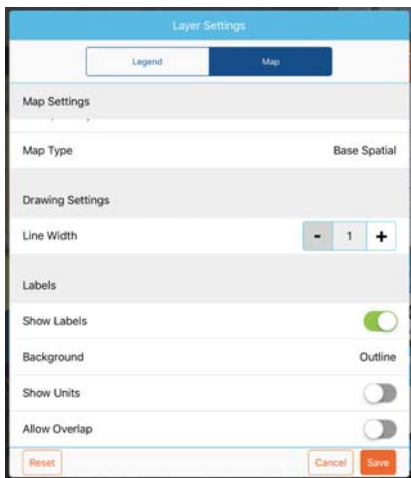 Layer Settings
Legend Map
Map Settings
Map Type Base Spatial
Drawing Settings
Line Width - 1 +
Labels
Show Labels
Background Outline
Show Units
Allow Overlap
Reset Cancel Save